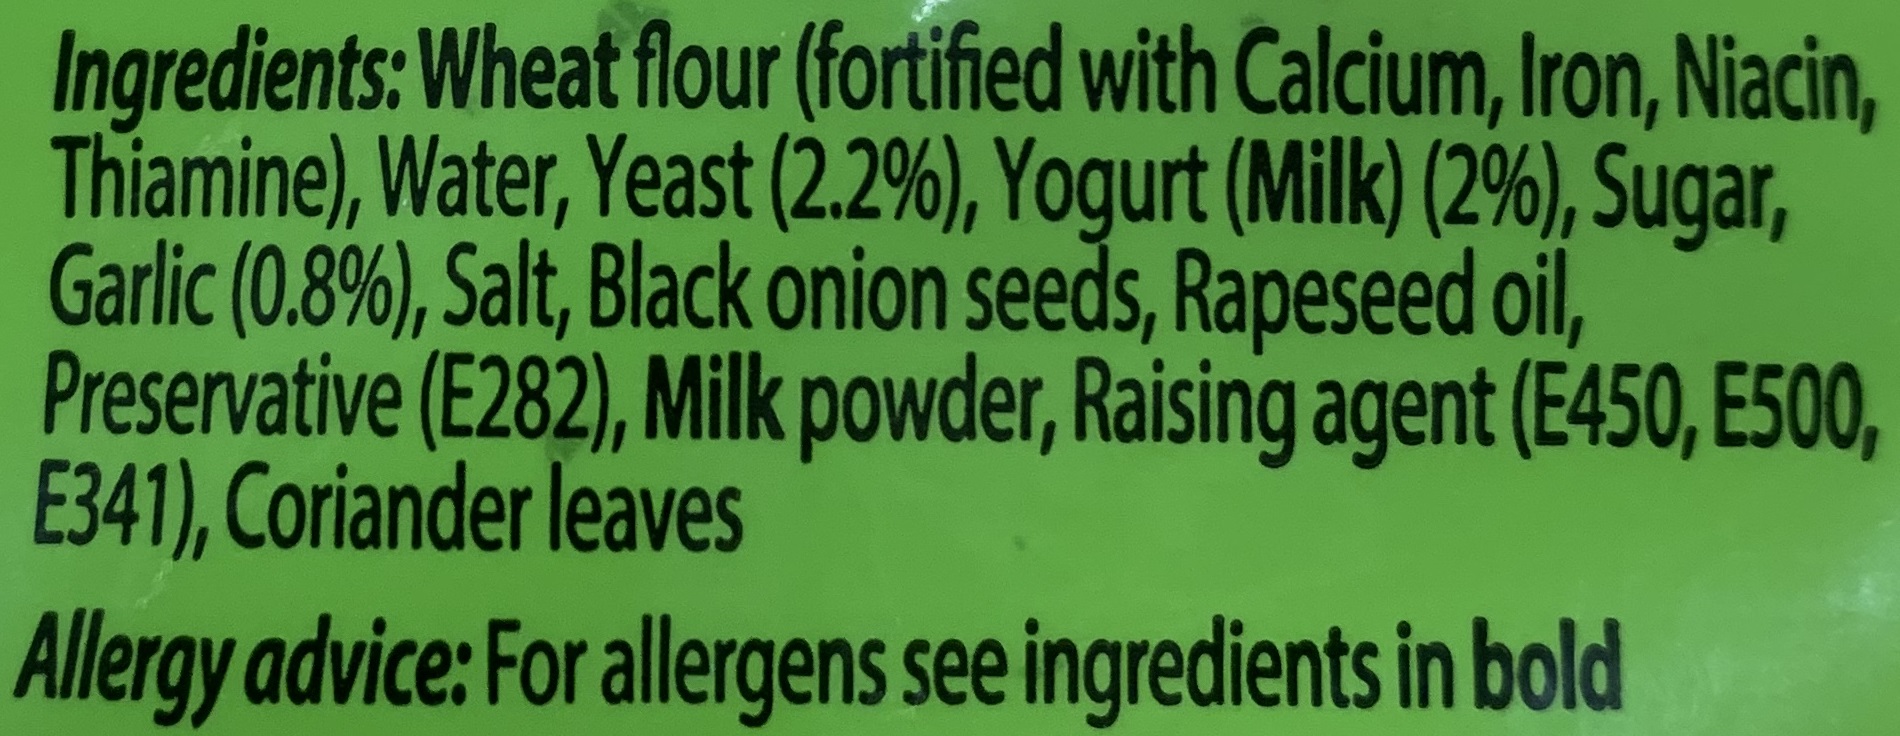 Ingredients: Wheat flour (fortified with Calcium, Iron, Niacin,
Thiamine), Water, Yeast (2.2%), Yogurt (Milk) (2%), Sugar,
Garlic (0.8%), Salt, Black onion seeds, Rapeseed oil,
Preservative (E282), Milk powder, Raising agent (E450, E500,
E341), Coriander leaves
Allergy advice: For allergens see ingredients in bold